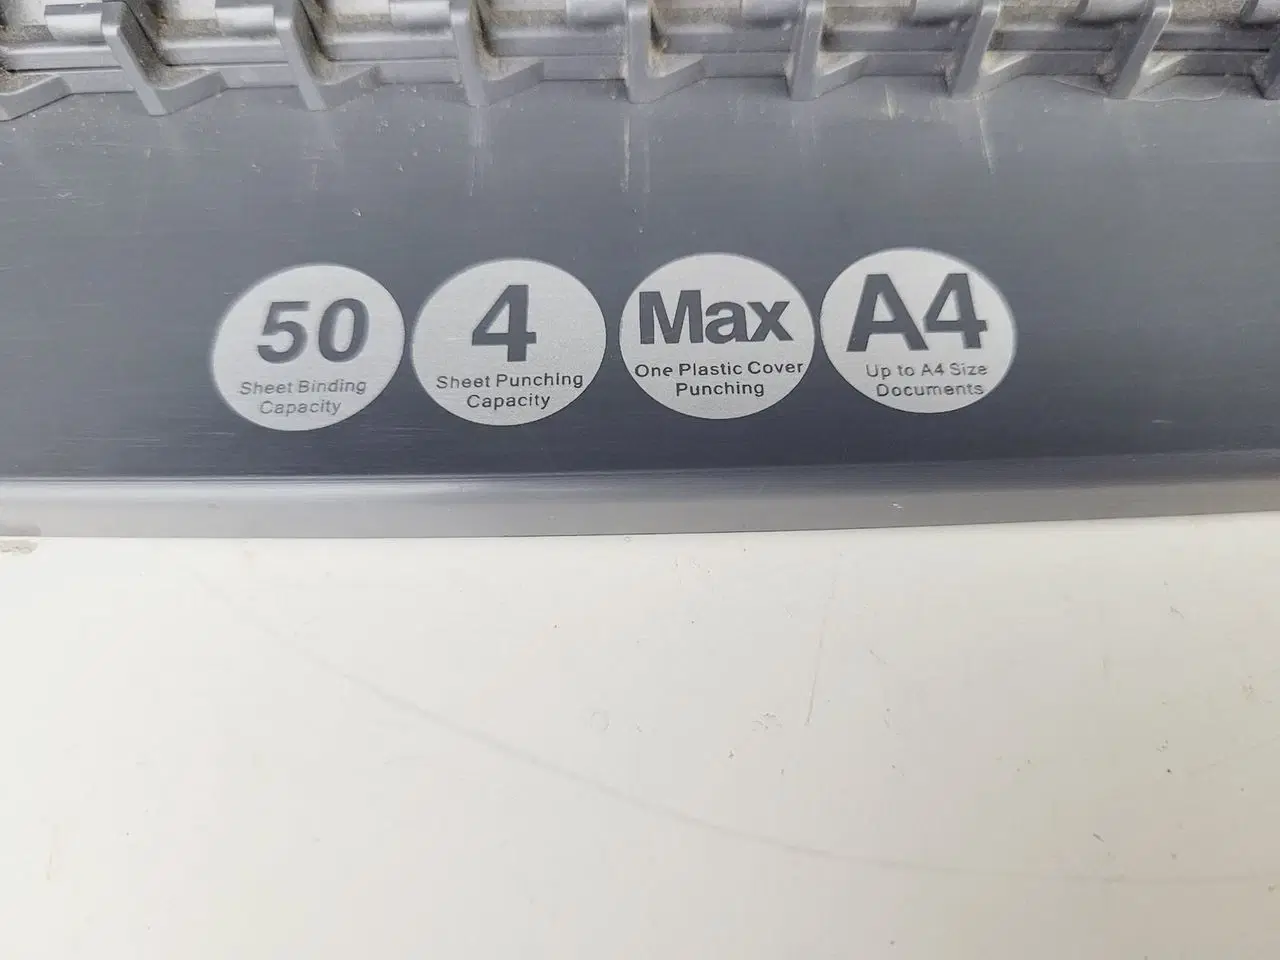 50
Sheet Binding
Capacity
4
Sheet Punching
Capacity
Max
One Plastic Cover
Punching
A4
Up to A4 Size
Documents